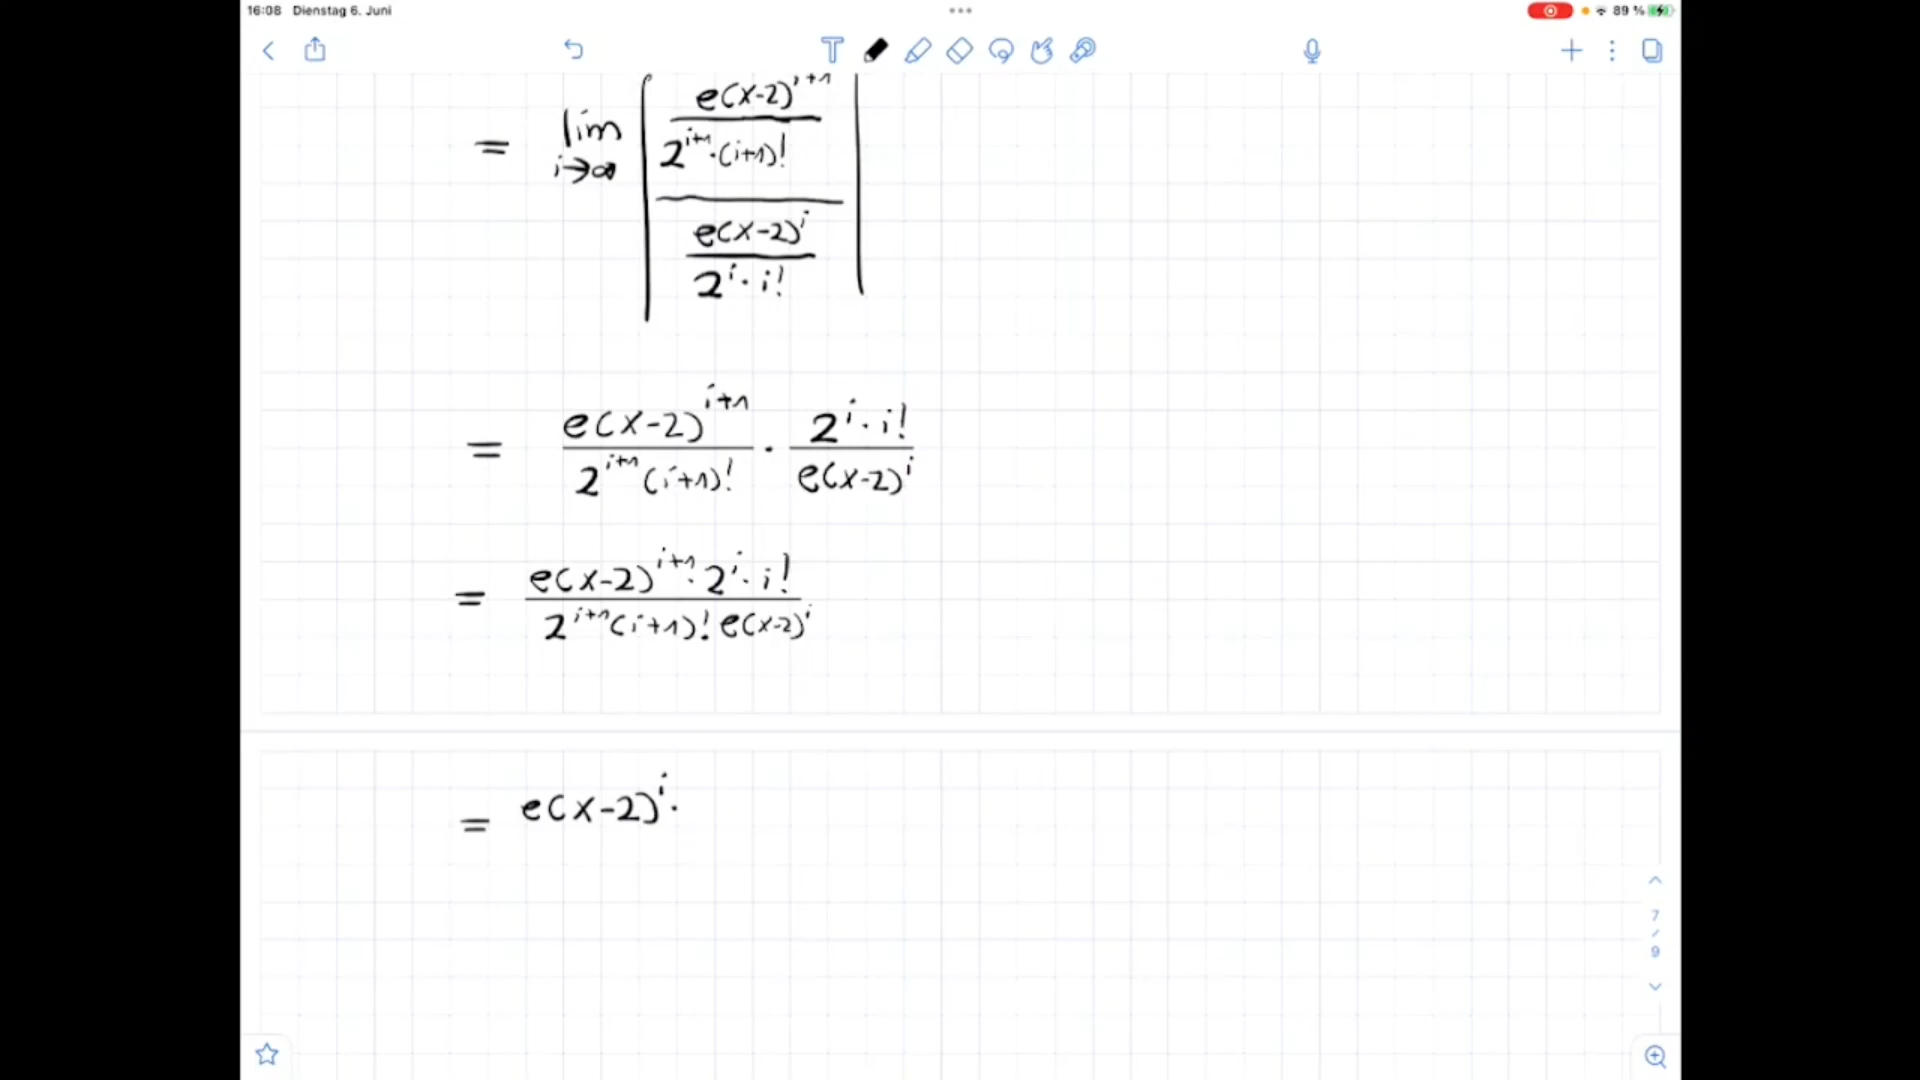 16:08 Dienstag 6. Juni 89 %
= lim i→∞ | (e(x-2)^{i+1} / 2^{i+1}·(i+1)!) / (e(x-2)^i / 2^i · i!) |
= e(x-2)^{i+1} / 2^{i+1}(i+1)! · 2^i · i! / e(x-2)^i
= e(x-2)^{i+1} · 2^i · i! / 2^{i+1}(i+1)! e(x-2)^i
= e(x-2)^i ·
7 / 9